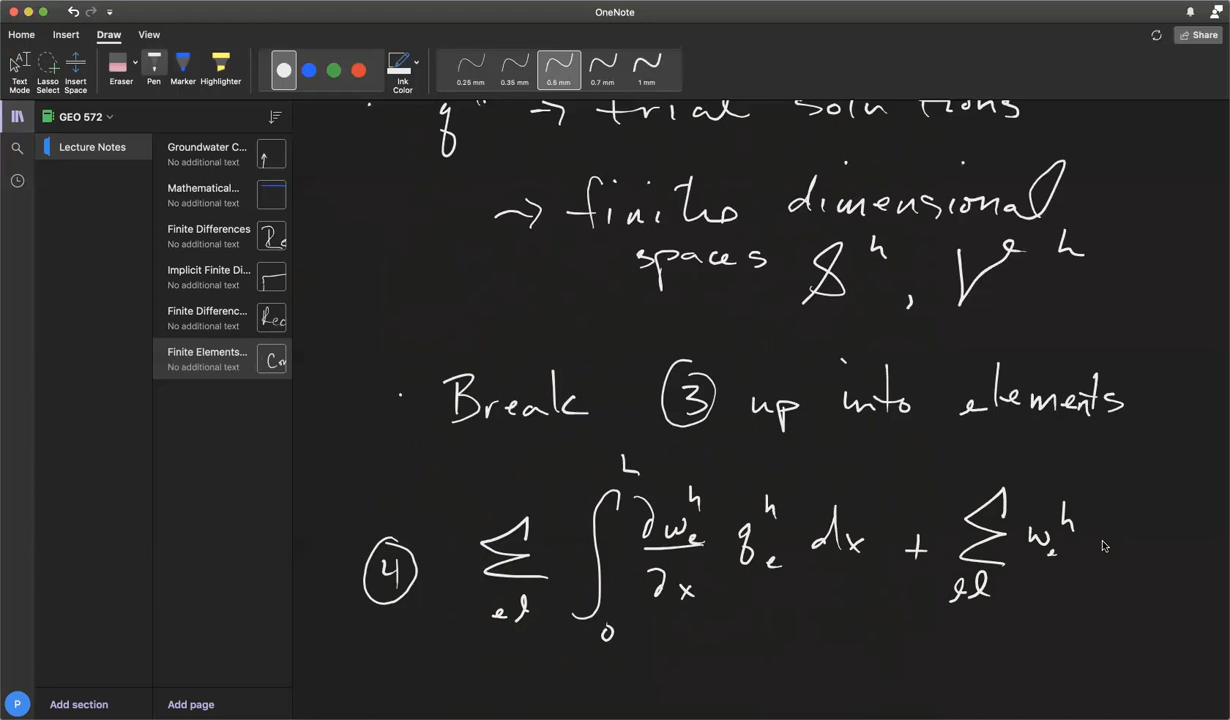 OneNote
Home Insert Draw View
Share
Text Mode
Lasso Select
Insert Space
Eraser
Pen
Marker
Highlighter
Ink Color
0.25 mm
0.35 mm
0.5 mm
0.7 mm
1 mm
GEO 572
Lecture Notes
Groundwater C...
No additional text
Mathematical...
No additional text
Finite Differences
No additional text
Implicit Finite Di...
No additional text
Finite Differenc...
No additional text
Finite Elements...
No additional text
P
Add section
Add page
q^h → trial solutions
→ finite dimensional
spaces S^h, V^h
· Break ③ up into elements
④ ∑_{el} ∫_0^L ∂w_e^h/∂x q_e^h dx + ∑_{el} w_e^h